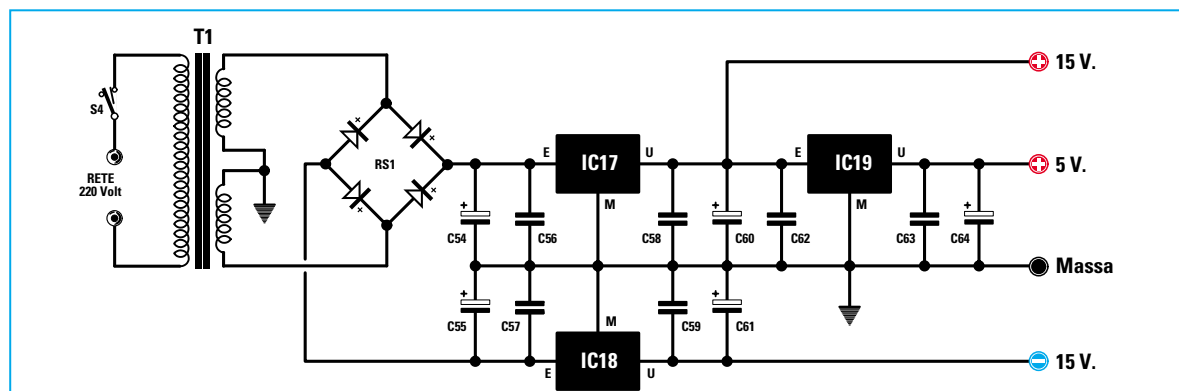 T1
15 V.
S4
RETE
220 Volt
RS1
E IC17 U
M
E IC19 U
M
5 V.
C54
C56
C58
C60
C62
C63
C64
Massa
C55
C57
M
C59
C61
E IC18 U
15 V.